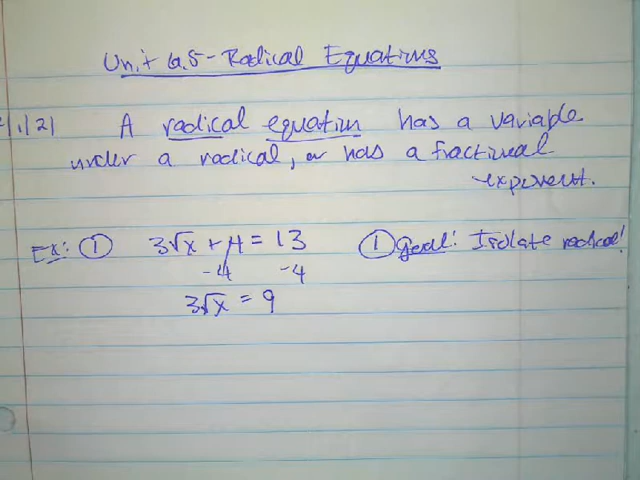 Unit 6.5 - Radical Equations
2/1/21 A radical equation has a variable
under a radical, or has a fractional
exponent.
Ex: ① 3√x + 4 = 13 ① Goal: Isolate radical!
-4 -4
3√x = 9